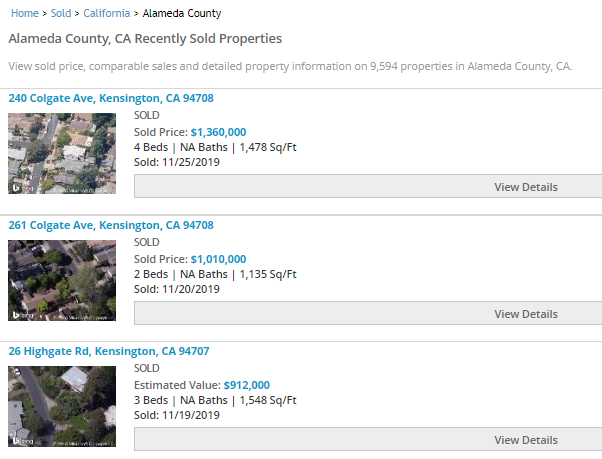 Home > Sold > California > Alameda County
Alameda County, CA Recently Sold Properties
View sold price, comparable sales and detailed property information on 9,594 properties in Alameda County, CA.
240 Colgate Ave, Kensington, CA 94708
SOLD
Sold Price: $1,360,000
4 Beds | NA Baths | 1,478 Sq/Ft
Sold: 11/25/2019
bing
View Details
261 Colgate Ave, Kensington, CA 94708
SOLD
Sold Price: $1,010,000
2 Beds | NA Baths | 1,135 Sq/Ft
Sold: 11/20/2019
bing
View Details
26 Highgate Rd, Kensington, CA 94707
SOLD
Estimated Value: $912,000
3 Beds | NA Baths | 1,548 Sq/Ft
Sold: 11/19/2019
bing
View Details